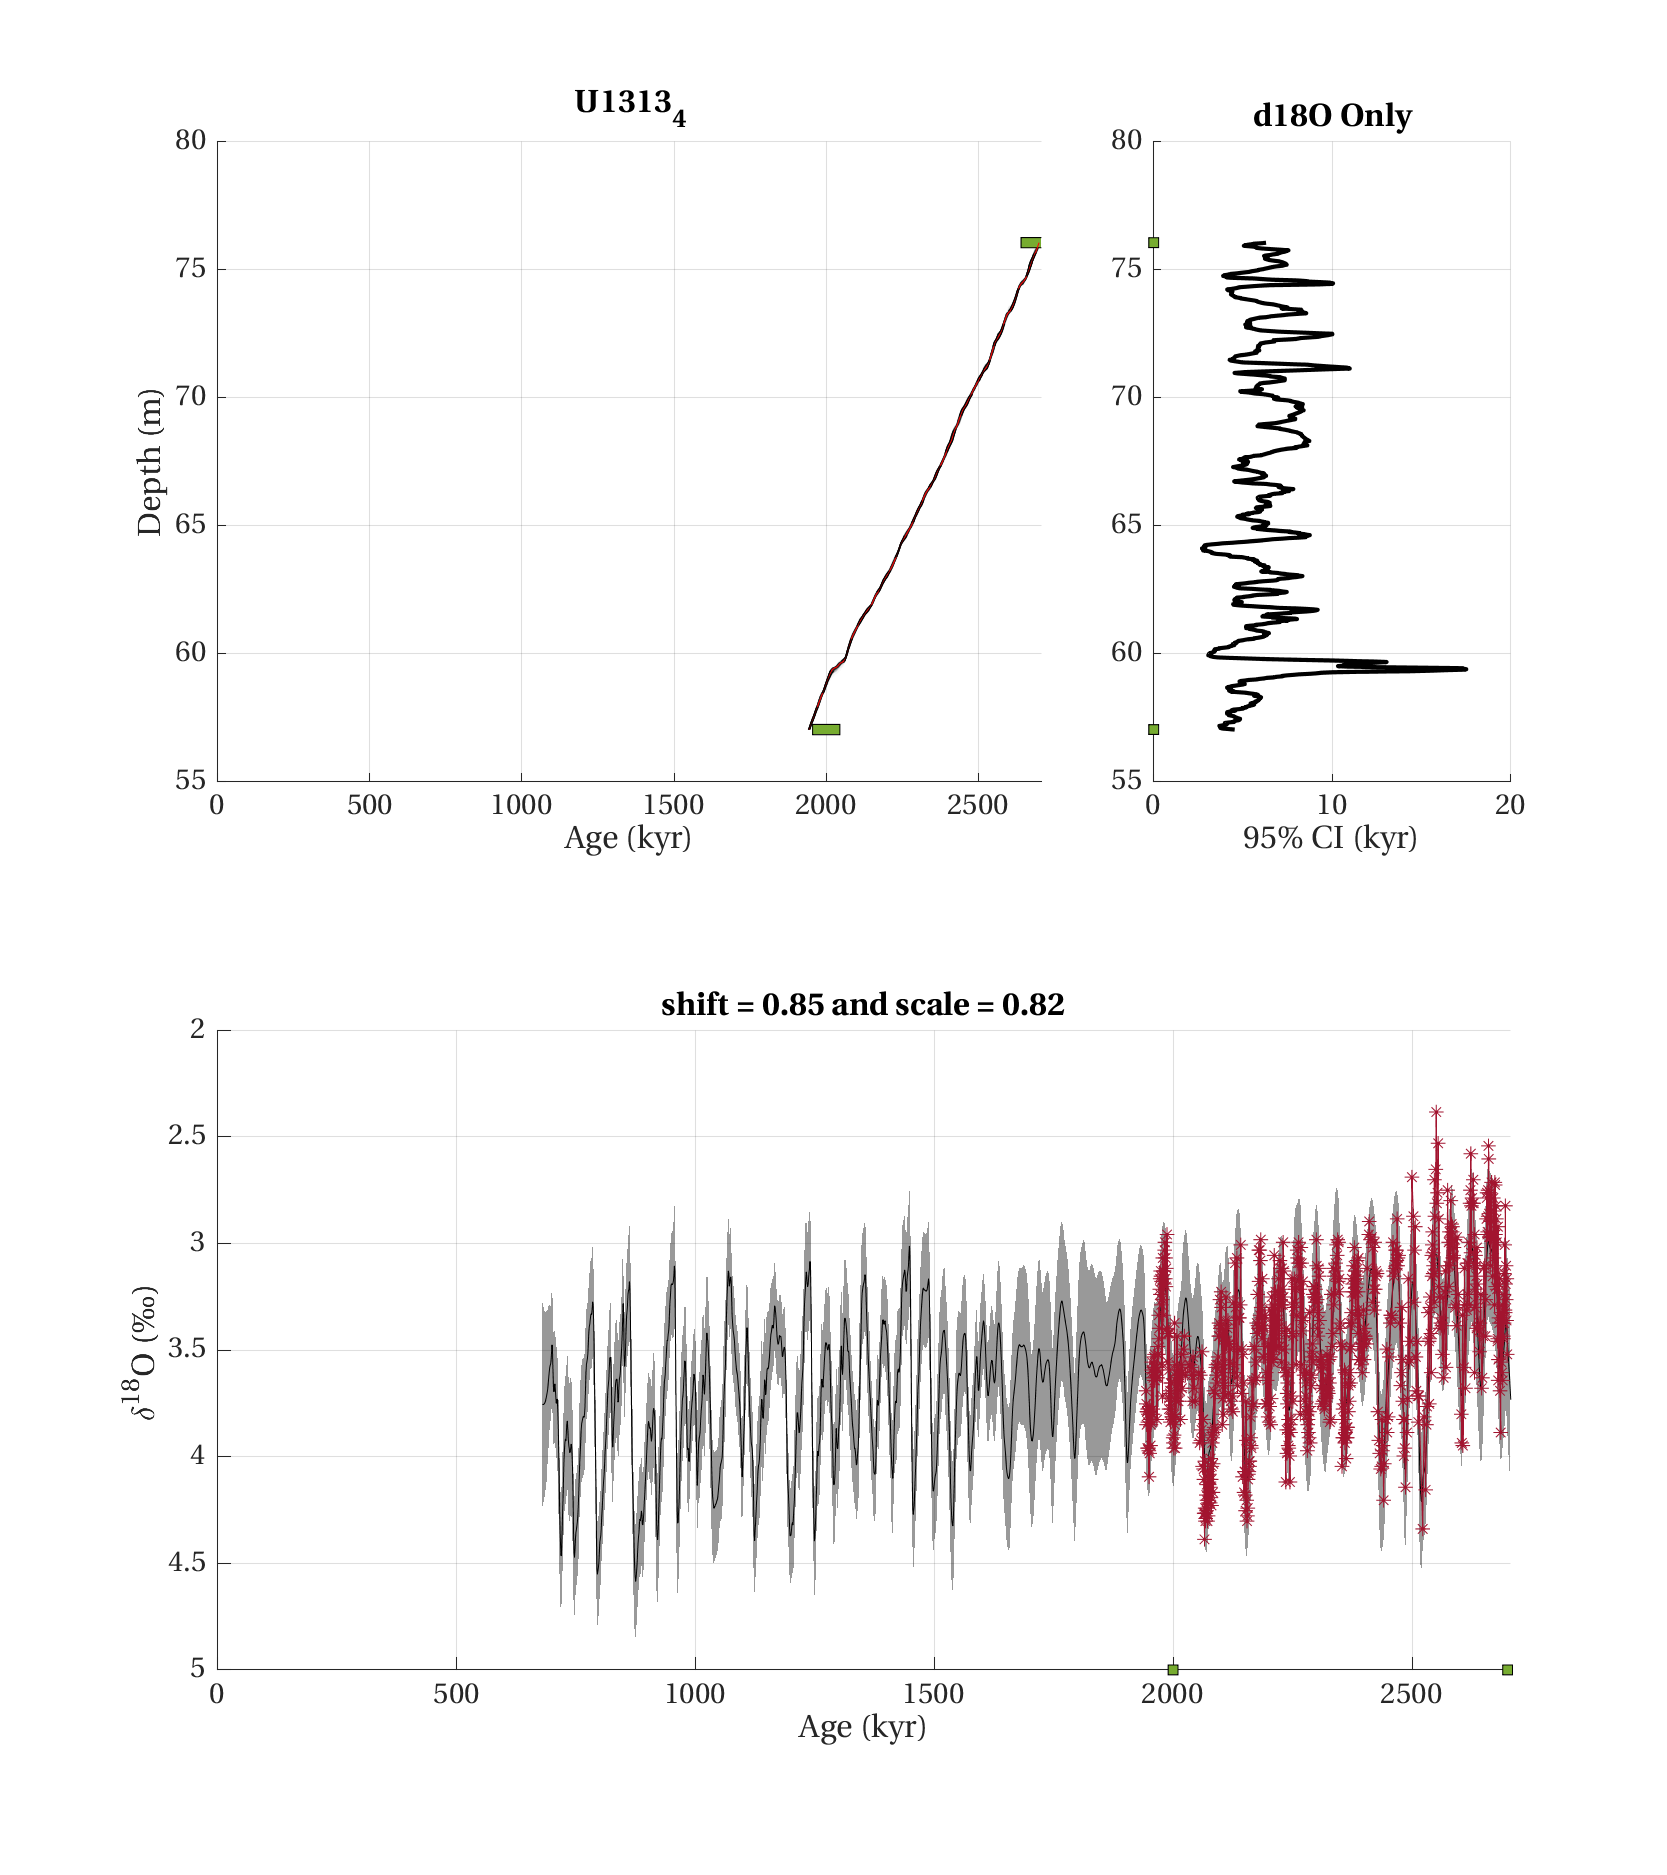 U1313₄
80
75
70
65
60
55
Depth (m)
0 500 1000 1500 2000 2500
Age (kyr)
d18O Only
80
75
70
65
60
55
0 10 20
95% CI (kyr)
shift = 0.85 and scale = 0.82
2
2.5
3
3.5
4
4.5
5
δ¹⁸O (‰)
0 500 1000 1500 2000 2500
Age (kyr)